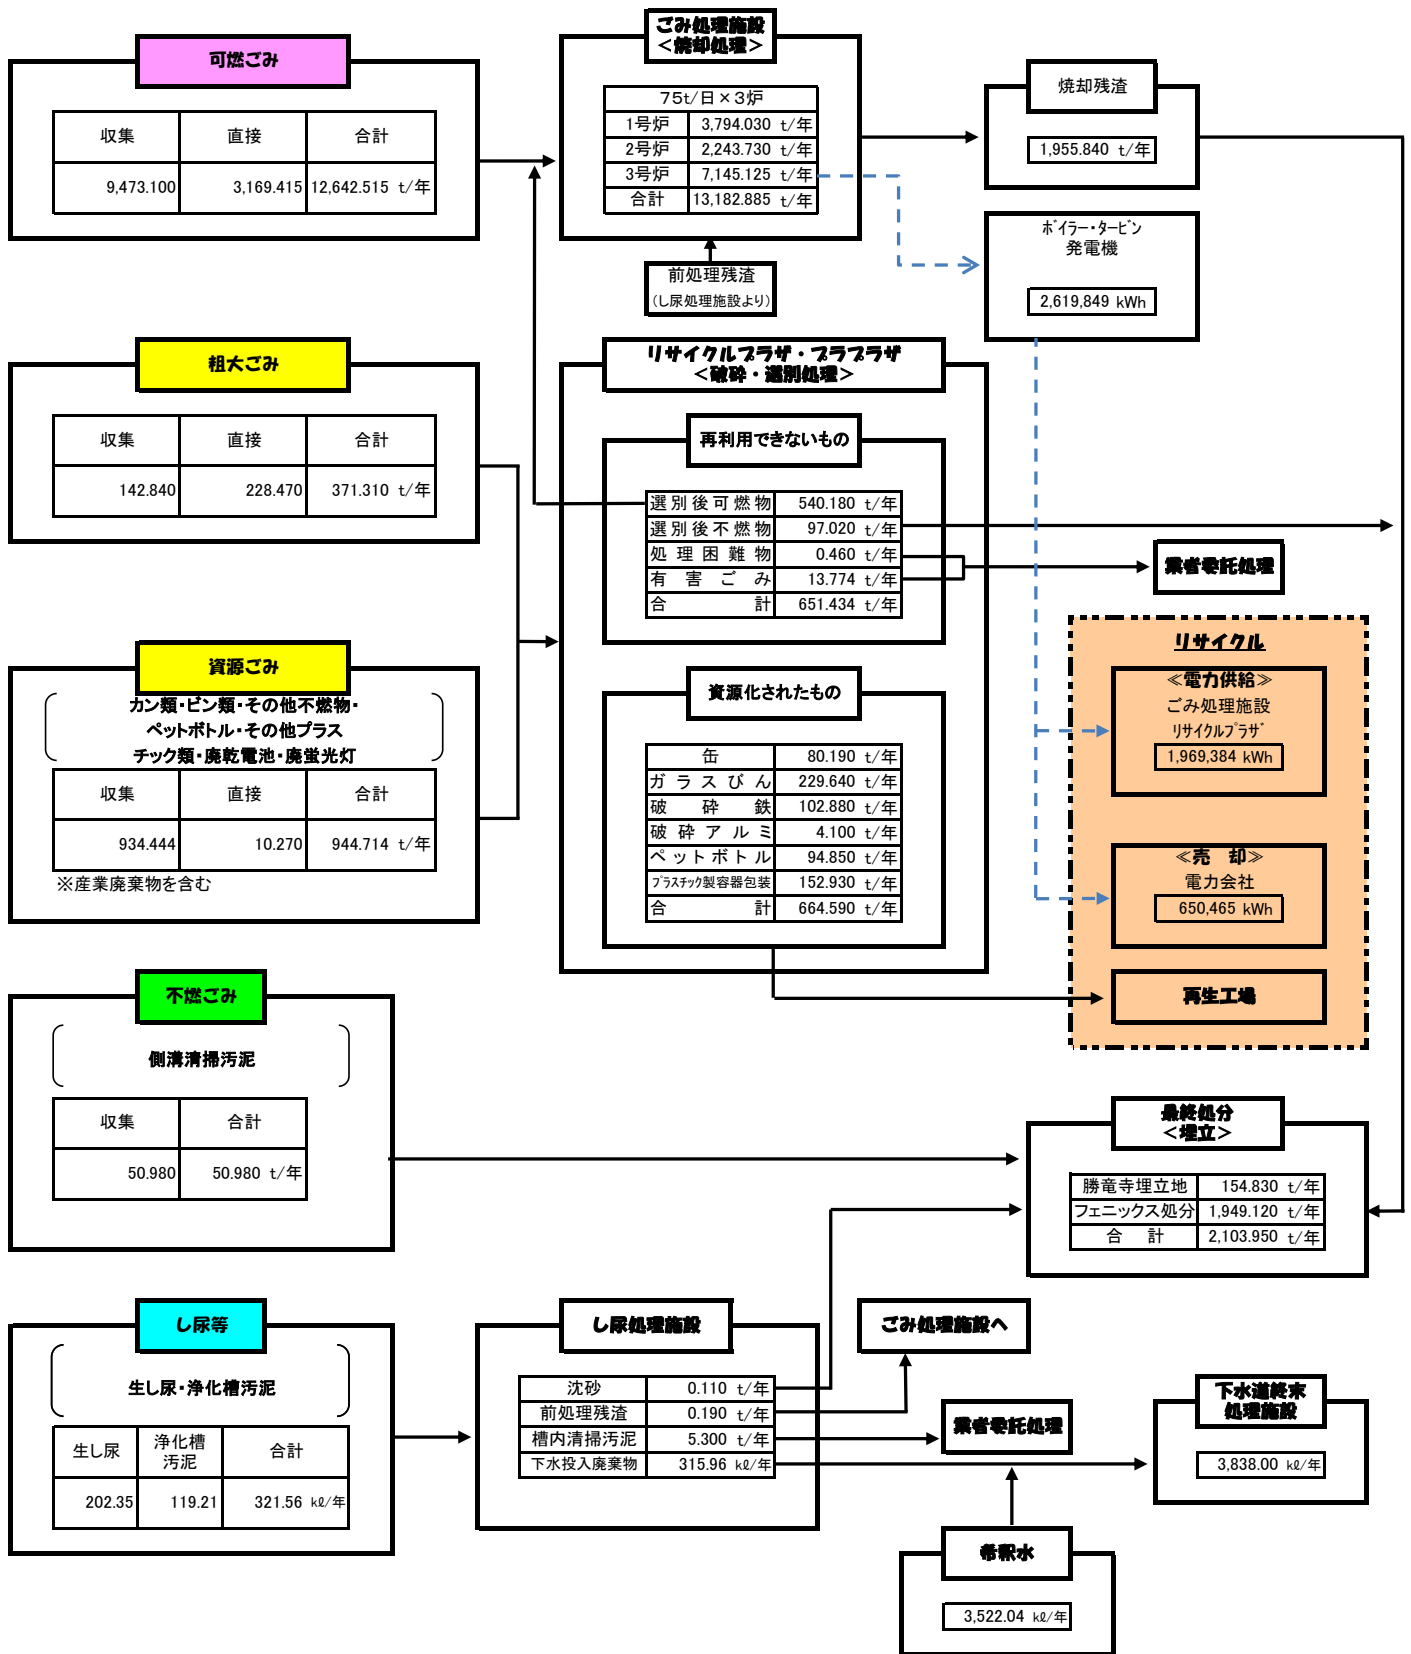 可燃ごみ
収集 直接 合計
9,473.100 3,169.415 12,642.515 t/年
ごみ処理施設
＜焼却処理＞
75t/日×3炉
1号炉 3,794.030 t/年
2号炉 2,243.730 t/年
3号炉 7,145.125 t/年
合計 13,182.885 t/年
前処理残渣
(し尿処理施設より)
焼却残渣
1,955.840 t/年
ﾎﾞｲﾗｰ･ﾀｰﾋﾞﾝ
発電機
2,619,849 kWh
粗大ごみ
収集 直接 合計
142.840 228.470 371.310 t/年
リサイクルプラザ・プラプラザ
＜破砕・選別処理＞
再利用できないもの
選別後可燃物 540.180 t/年
選別後不燃物 97.020 t/年
処理困難物 0.460 t/年
有害ごみ 13.774 t/年
合計 651.434 t/年
業者委託処理
資源ごみ
カン類・ビン類・その他不燃物・
ペットボトル・その他プラス
チック類・廃乾電池・廃蛍光灯
収集 直接 合計
934.444 10.270 944.714 t/年
※産業廃棄物を含む
資源化されたもの
缶 80.190 t/年
ガラスびん 229.640 t/年
破砕鉄 102.880 t/年
破砕アルミ 4.100 t/年
ペットボトル 94.850 t/年
ﾌﾟﾗｽﾁｯｸ製容器包装 152.930 t/年
合計 664.590 t/年
リサイクル
≪電力供給≫
ごみ処理施設
ﾘｻｲｸﾙﾌﾟﾗｻﾞ
1,969,384 kWh
≪売 却≫
電力会社
650,465 kWh
再生工場
不燃ごみ
側溝清掃汚泥
収集 合計
50.980 50.980 t/年
最終処分
＜埋立＞
勝竜寺埋立地 154.830 t/年
フェニックス処分 1,949.120 t/年
合 計 2,103.950 t/年
し尿等
生し尿・浄化槽汚泥
生し尿 浄化槽汚泥 合計
202.35 119.21 321.56 kℓ/年
し尿処理施設
沈砂 0.110 t/年
前処理残渣 0.190 t/年
槽内清掃汚泥 5.300 t/年
下水投入廃棄物 315.96 kℓ/年
ごみ処理施設へ
業者委託処理
下水道終末
処理施設
3,838.00 kℓ/年
希釈水
3,522.04 kℓ/年